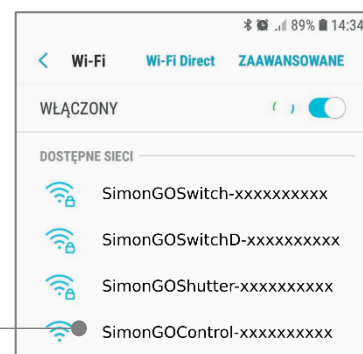 89% 14:34
Wi-Fi Wi-Fi Direct ZAAWANSOWANE
WŁĄCZONY
DOSTĘPNE SIECI
SimonGOSwitch-xxxxxxxxxx
SimonGOSwitchD-xxxxxxxxxx
SimonGOShutter-xxxxxxxxxx
SimonGOControl-xxxxxxxxxx